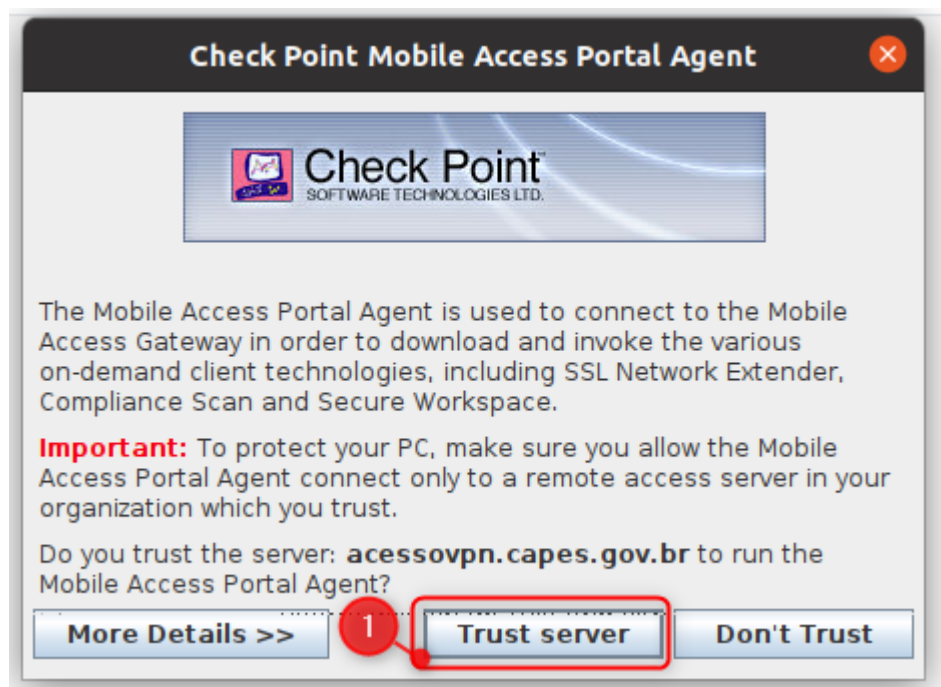 Check Point Mobile Access Portal Agent
Check Point
SOFTWARE TECHNOLOGIES LTD.
The Mobile Access Portal Agent is used to connect to the Mobile
Access Gateway in order to download and invoke the various
on-demand client technologies, including SSL Network Extender,
Compliance Scan and Secure Workspace.
Important: To protect your PC, make sure you allow the Mobile
Access Portal Agent connect only to a remote access server in your
organization which you trust.
Do you trust the server: acessovpn.capes.gov.br to run the
Mobile Access Portal Agent?
More Details >> 1 Trust server Don't Trust